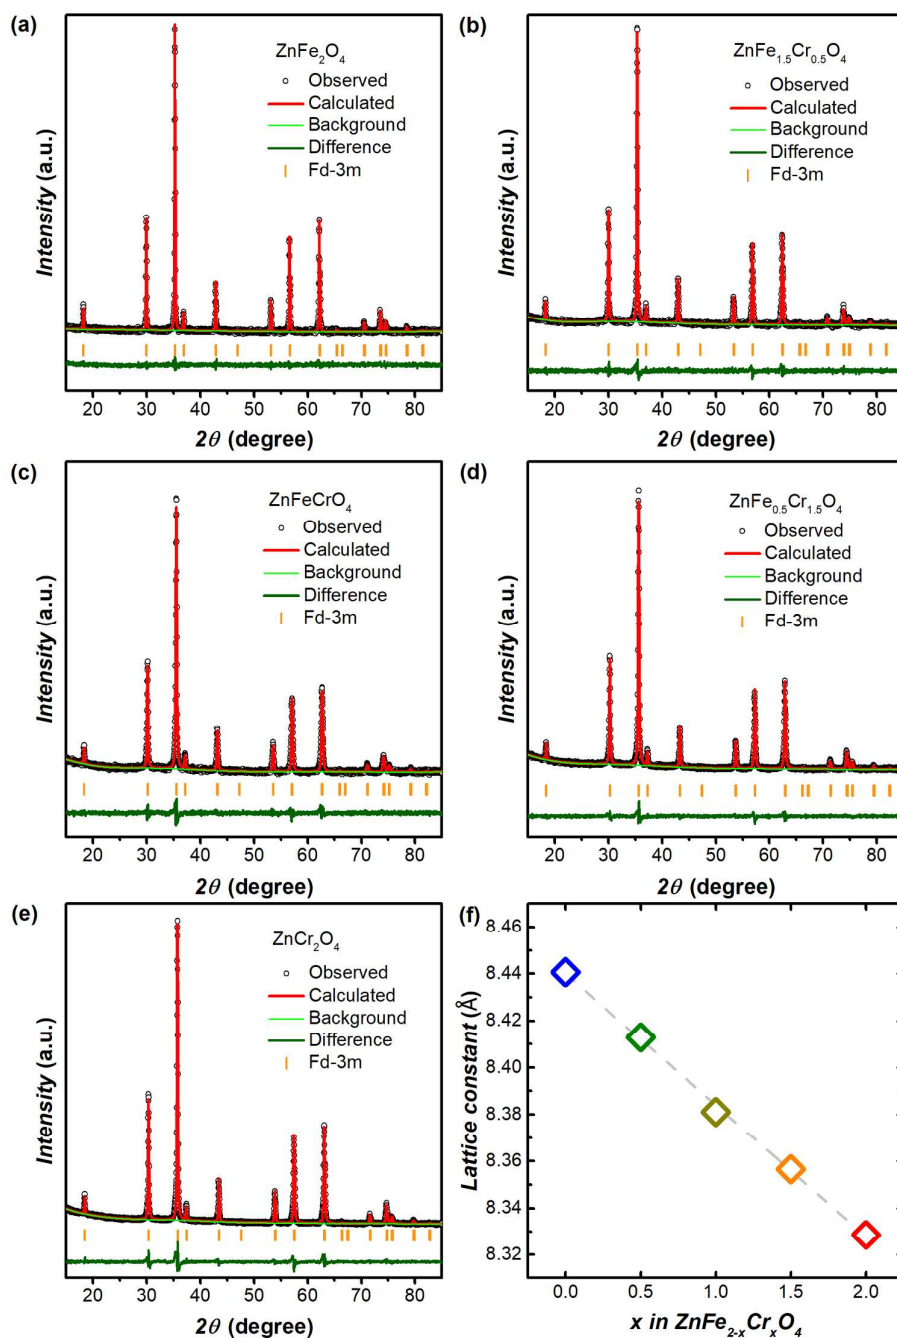 (a)
ZnFe₂O₄
Observed
Calculated
Background
Difference
Fd-3m
Intensity (a.u.)
20 30 40 50 60 70 80
2θ (degree)
(b)
ZnFe₁.₅Cr₀.₅O₄
Observed
Calculated
Background
Difference
Fd-3m
Intensity (a.u.)
20 30 40 50 60 70 80
2θ (degree)
(c)
ZnFeCrO₄
Observed
Calculated
Background
Difference
Fd-3m
Intensity (a.u.)
20 30 40 50 60 70 80
2θ (degree)
(d)
ZnFe₀.₅Cr₁.₅O₄
Observed
Calculated
Background
Difference
Fd-3m
Intensity (a.u.)
20 30 40 50 60 70 80
2θ (degree)
(e)
ZnCr₂O₄
Observed
Calculated
Background
Difference
Fd-3m
Intensity (a.u.)
20 30 40 50 60 70 80
2θ (degree)
(f)
8.46
8.44
8.42
8.40
8.38
8.36
8.33
8.32
Lattice constant (Å)
0.0 0.5 1.0 1.5 2.0
x in ZnFe₂₋ₓCrₓO₄